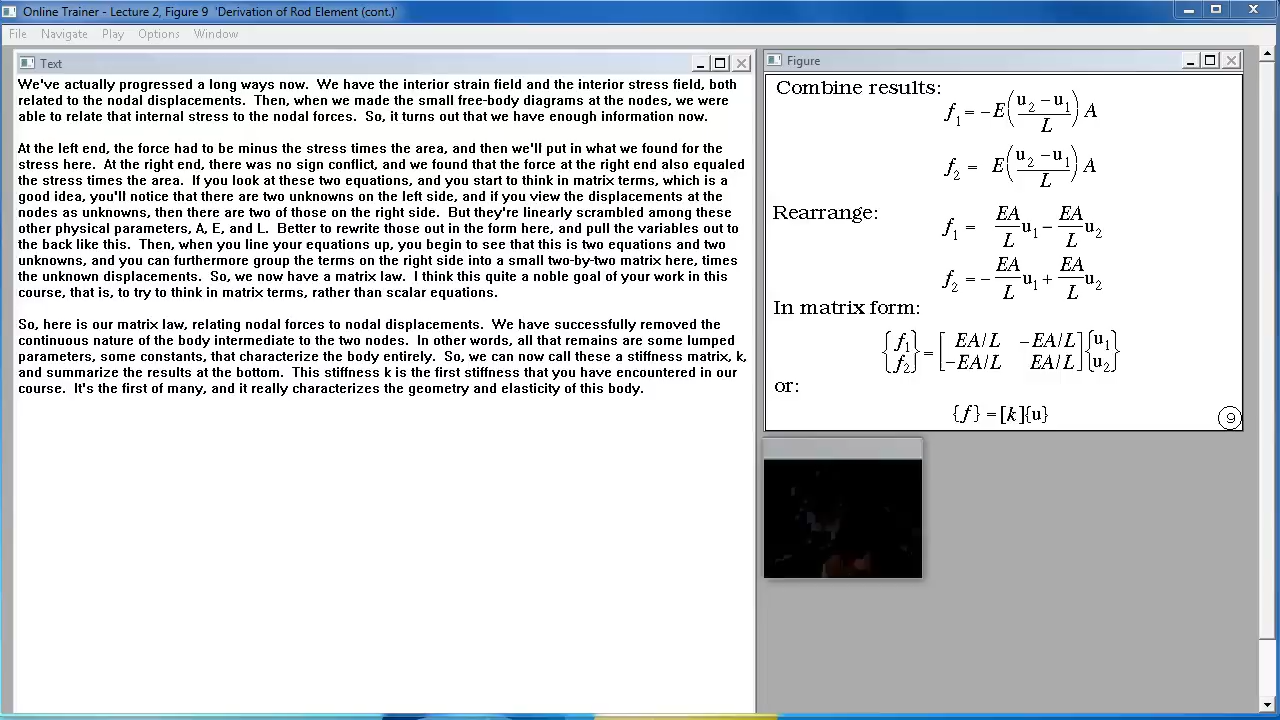 Online Trainer - Lecture 2, Figure 9  'Derivation of Rod Element (cont.)'
File  Navigate  Play  Options  Window
Text
We've actually progressed a long ways now.  We have the interior strain field and the interior stress field, both
related to the nodal displacements.  Then, when we made the small free-body diagrams at the nodes, we were
able to relate that internal stress to the nodal forces.  So, it turns out that we have enough information now.
At the left end, the force had to be minus the stress times the area, and then we'll put in what we found for the
stress here.  At the right end, there was no sign conflict, and we found that the force at the right end also equaled
the stress times the area.  If you look at these two equations, and you start to think in matrix terms, which is a
good idea, you'll notice that there are two unknowns on the left side, and if you view the displacements at the
nodes as unknowns, then there are two of those on the right side.  But they're linearly scrambled among these
other physical parameters, A, E, and L.  Better to rewrite those out in the form here, and pull the variables out to
the back like this.  Then, when you line your equations up, you begin to see that this is two equations and two
unknowns, and you can furthermore group the terms on the right side into a small two-by-two matrix here, times
the unknown displacements.  So, we now have a matrix law.  I think this quite a noble goal of your work in this
course, that is, to try to think in matrix terms, rather than scalar equations.
So, here is our matrix law, relating nodal forces to nodal displacements.  We have successfully removed the
continuous nature of the body intermediate to the two nodes.  In other words, all that remains are some lumped
parameters, some constants, that characterize the body entirely.  So, we can now call these a stiffness matrix, k,
and summarize the results at the bottom.  This stiffness k is the first stiffness that you have encountered in our
course.  It's the first of many, and it really characterizes the geometry and elasticity of this body.
Figure
Combine results:
f₁ = −E((u₂ − u₁)/L) A
f₂ = E((u₂ − u₁)/L) A
Rearrange:
f₁ = EA/L u₁ − EA/L u₂
f₂ = − EA/L u₁ + EA/L u₂
In matrix form:
{f₁ f₂} = [EA/L −EA/L −EA/L EA/L] {u₁ u₂}
or:
{f} = [k]{u}
9